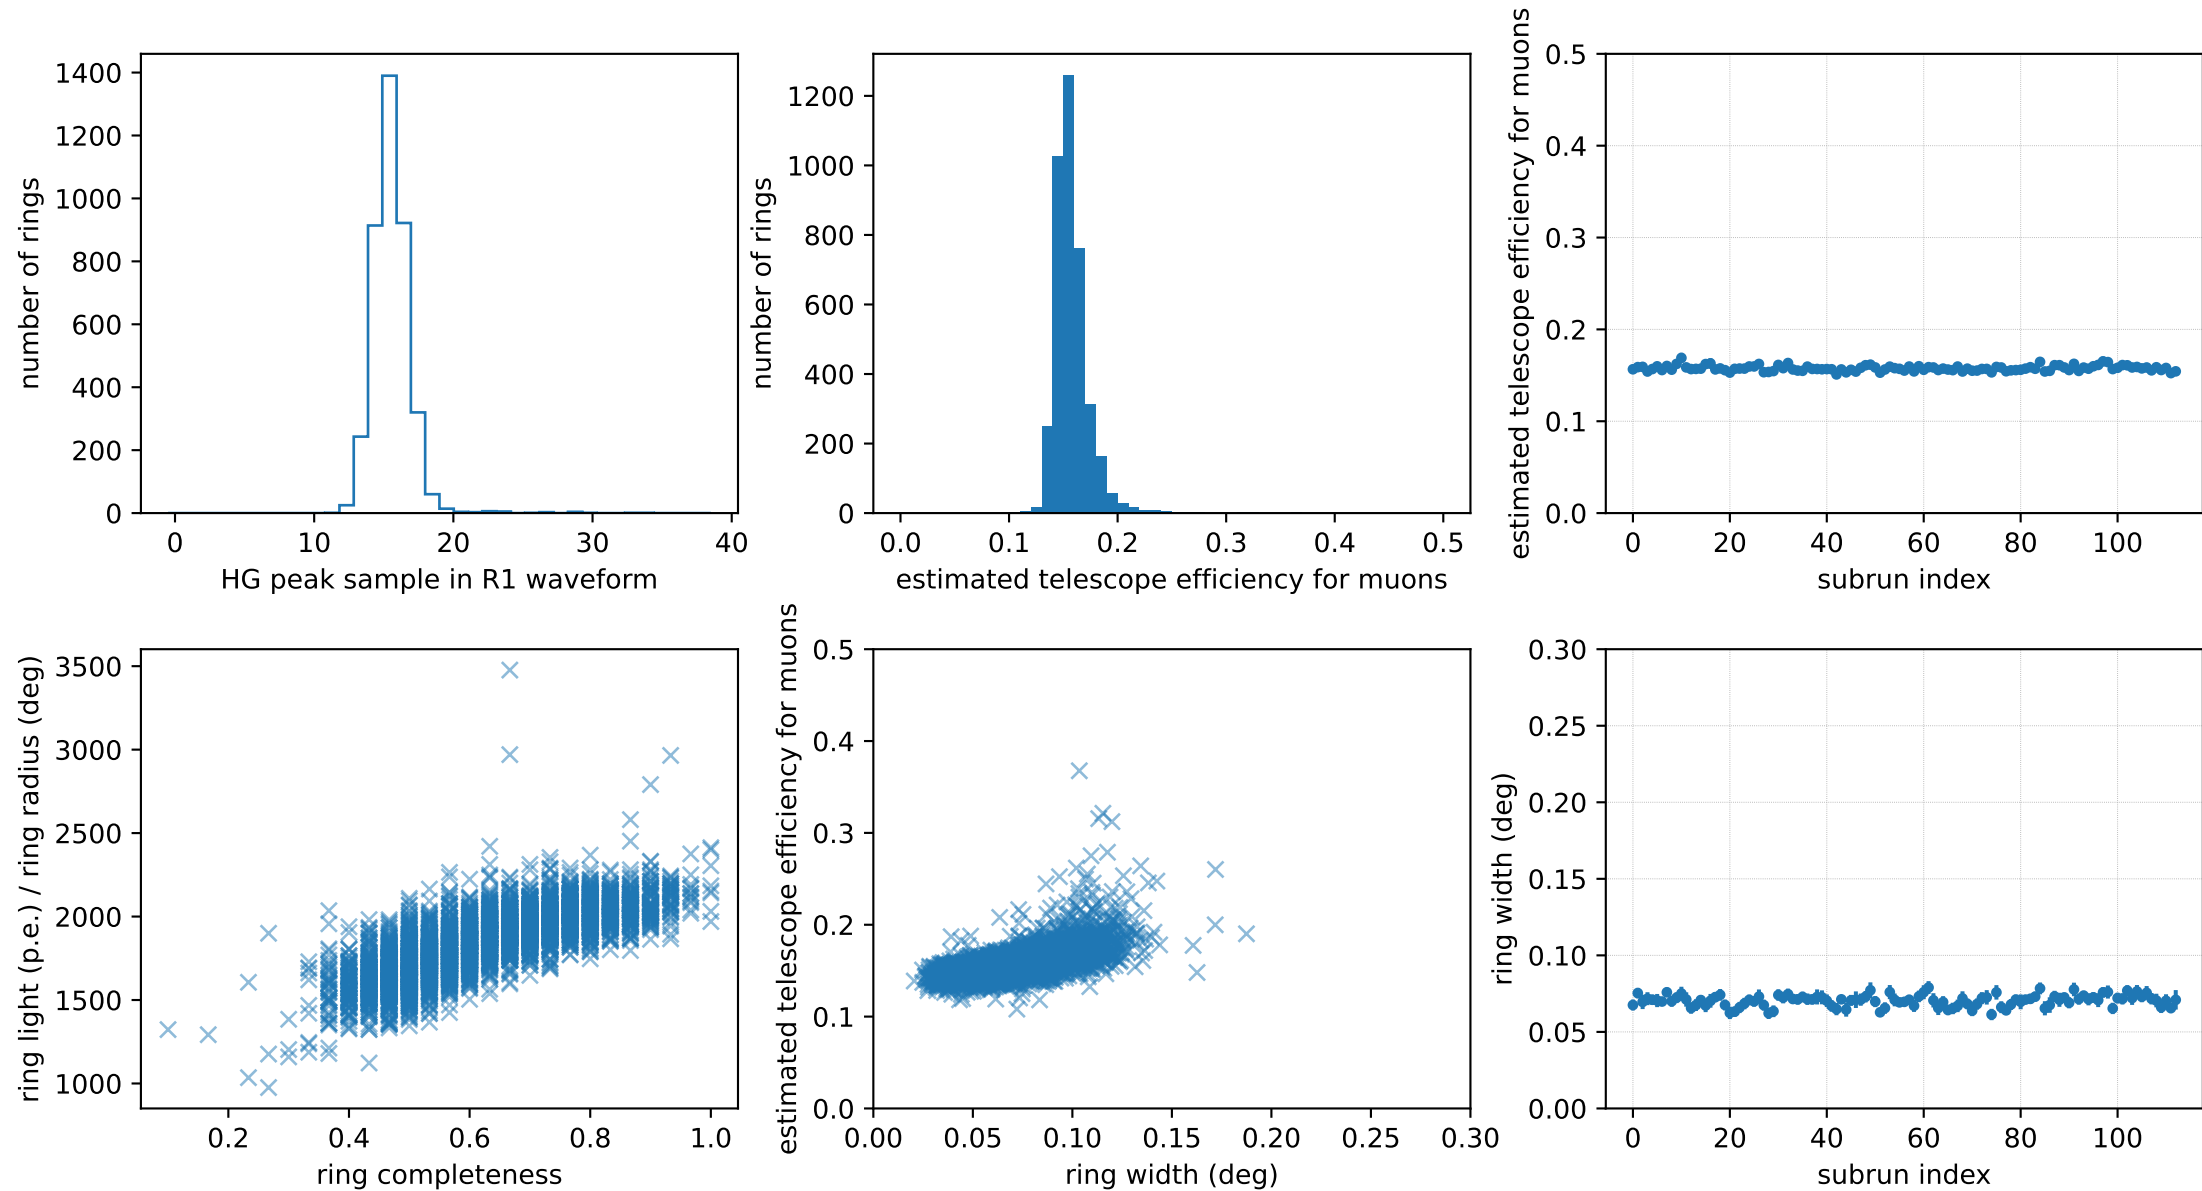 number of rings
1400
1200
1000
800
600
400
200
0
0 10 20 30 40
HG peak sample in R1 waveform
number of rings
1200
1000
800
600
400
200
0
0.0 0.1 0.2 0.3 0.4 0.5
estimated telescope efficiency for muons
estimated telescope efficiency for muons
0.5
0.4
0.3
0.2
0.1
0.0
0 20 40 60 80 100
subrun index
ring light (p.e.) / ring radius (deg)
3500
3000
2500
2000
1500
1000
0.2 0.4 0.6 0.8 1.0
ring completeness
estimated telescope efficiency for muons
0.5
0.4
0.3
0.2
0.1
0.0
0.00 0.05 0.10 0.15 0.20 0.25 0.30
ring width (deg)
ring width (deg)
0.30
0.25
0.20
0.15
0.10
0.05
0.00
0 20 40 60 80 100
subrun index